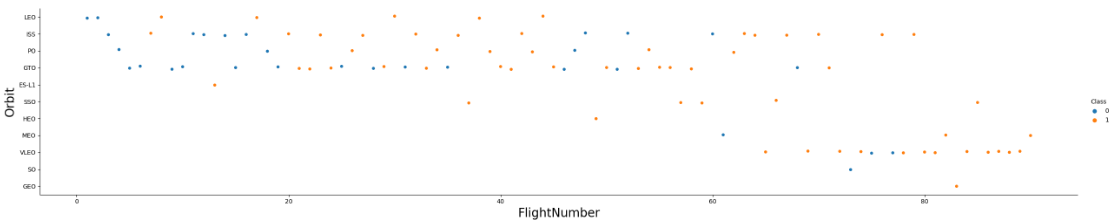 LEO
ISS
PO
GTO
ES-L1
SSO
HEO
MEO
VLEO
SO
GEO
Orbit
0 20 40 60 80
FlightNumber
Class
0
1